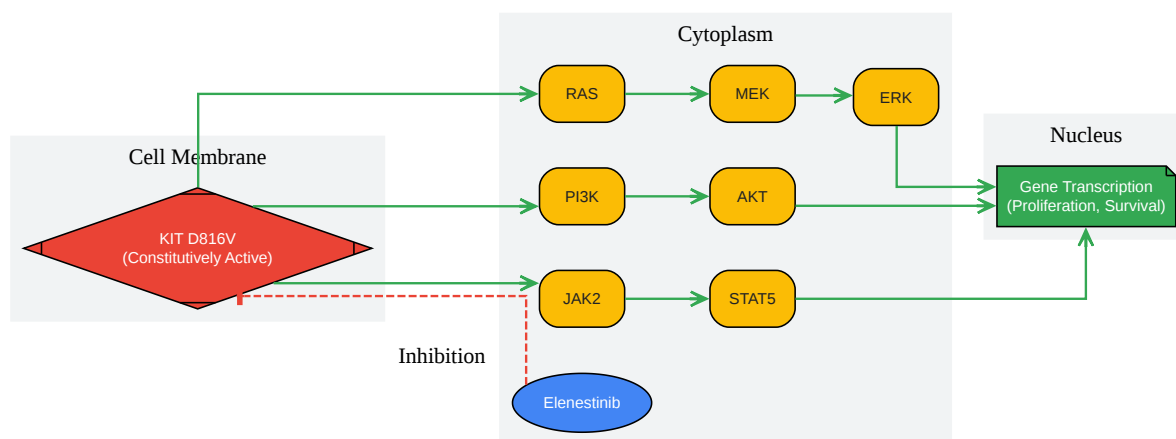 Cytoplasm
RAS
MEK
ERK
Cell Membrane
Nucleus
KIT D816V
(Constitutively Active)
PI3K
AKT
Gene Transcription
(Proliferation, Survival)
JAK2
STAT5
Inhibition
Elenestinib